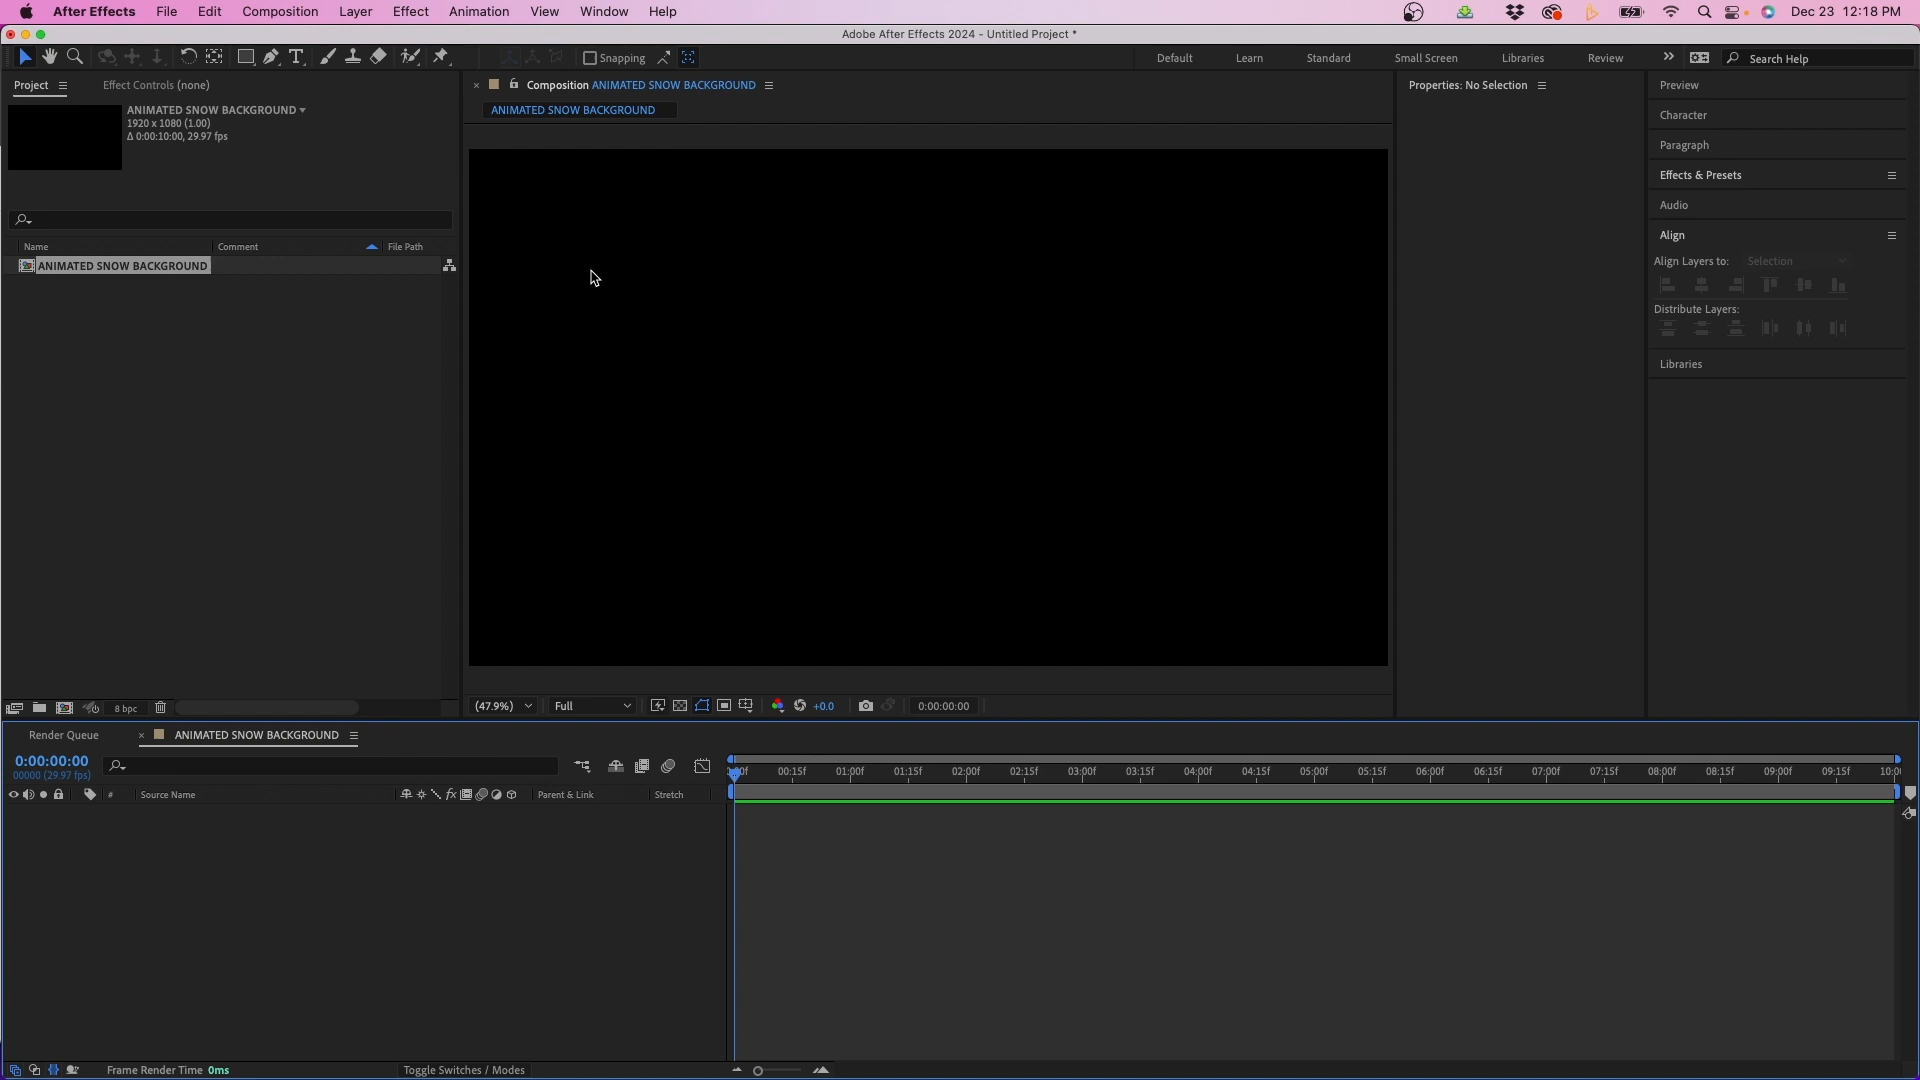 After Effects File Edit Composition Layer Effect Animation View Window Help Dec 23 12:18 PM
Adobe After Effects 2024 - Untitled Project *
Snapping Default Learn Standard Small Screen Libraries Review Search Help
Project Effect Controls (none)
ANIMATED SNOW BACKGROUND
1920 x 1080 (1.00)
Δ 0:00:10:00, 29.97 fps
Name Comment File Path
ANIMATED SNOW BACKGROUND
8 bpc
Composition ANIMATED SNOW BACKGROUND
ANIMATED SNOW BACKGROUND
(47.9%) Full +0.0 0:00:00:00
Properties: No Selection
Preview
Character
Paragraph
Effects & Presets
Audio
Align
Align Layers to: Selection
Distribute Layers:
Libraries
Render Queue ANIMATED SNOW BACKGROUND
0:00:00:00
00000 (29.97 fps)
# Source Name fx Parent & Link Stretch
00:15f 01:00f 01:15f 02:00f 02:15f 03:00f 03:15f 04:00f 04:15f 05:00f 05:15f 06:00f 06:15f 07:00f 07:15f 08:00f 08:15f 09:00f 09:15f
Frame Render Time 0ms Toggle Switches / Modes